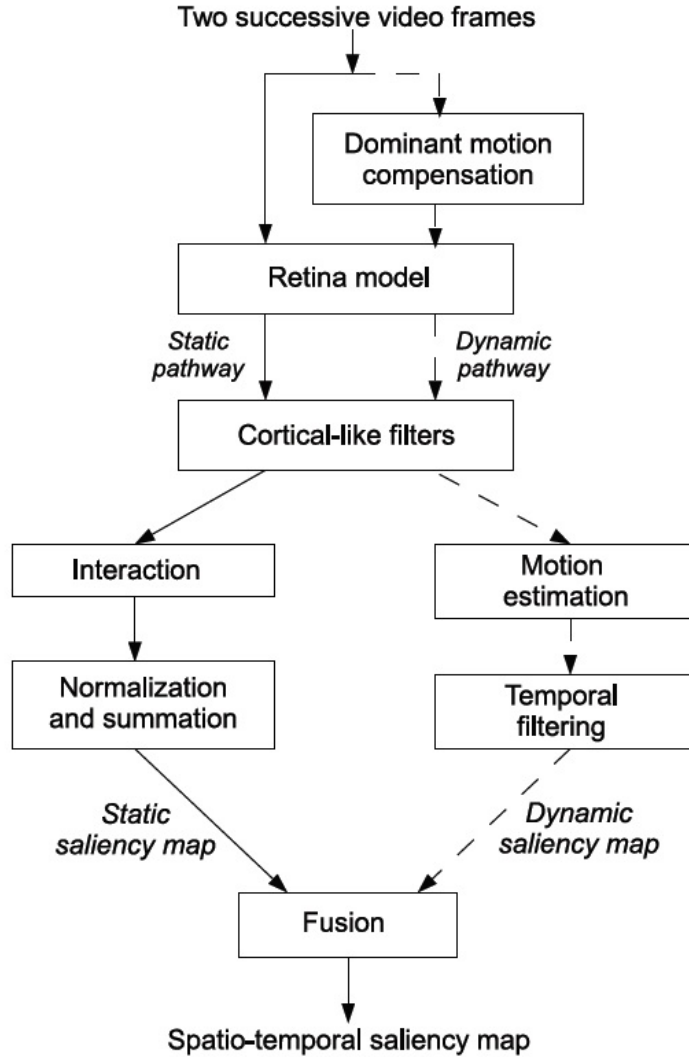 Two successive video frames
Dominant motion
compensation
Retina model
Static
pathway
Dynamic
pathway
Cortical-like filters
Interaction
Motion
estimation
Normalization
and summation
Temporal
filtering
Static
saliency map
Dynamic
saliency map
Fusion
Spatio-temporal saliency map